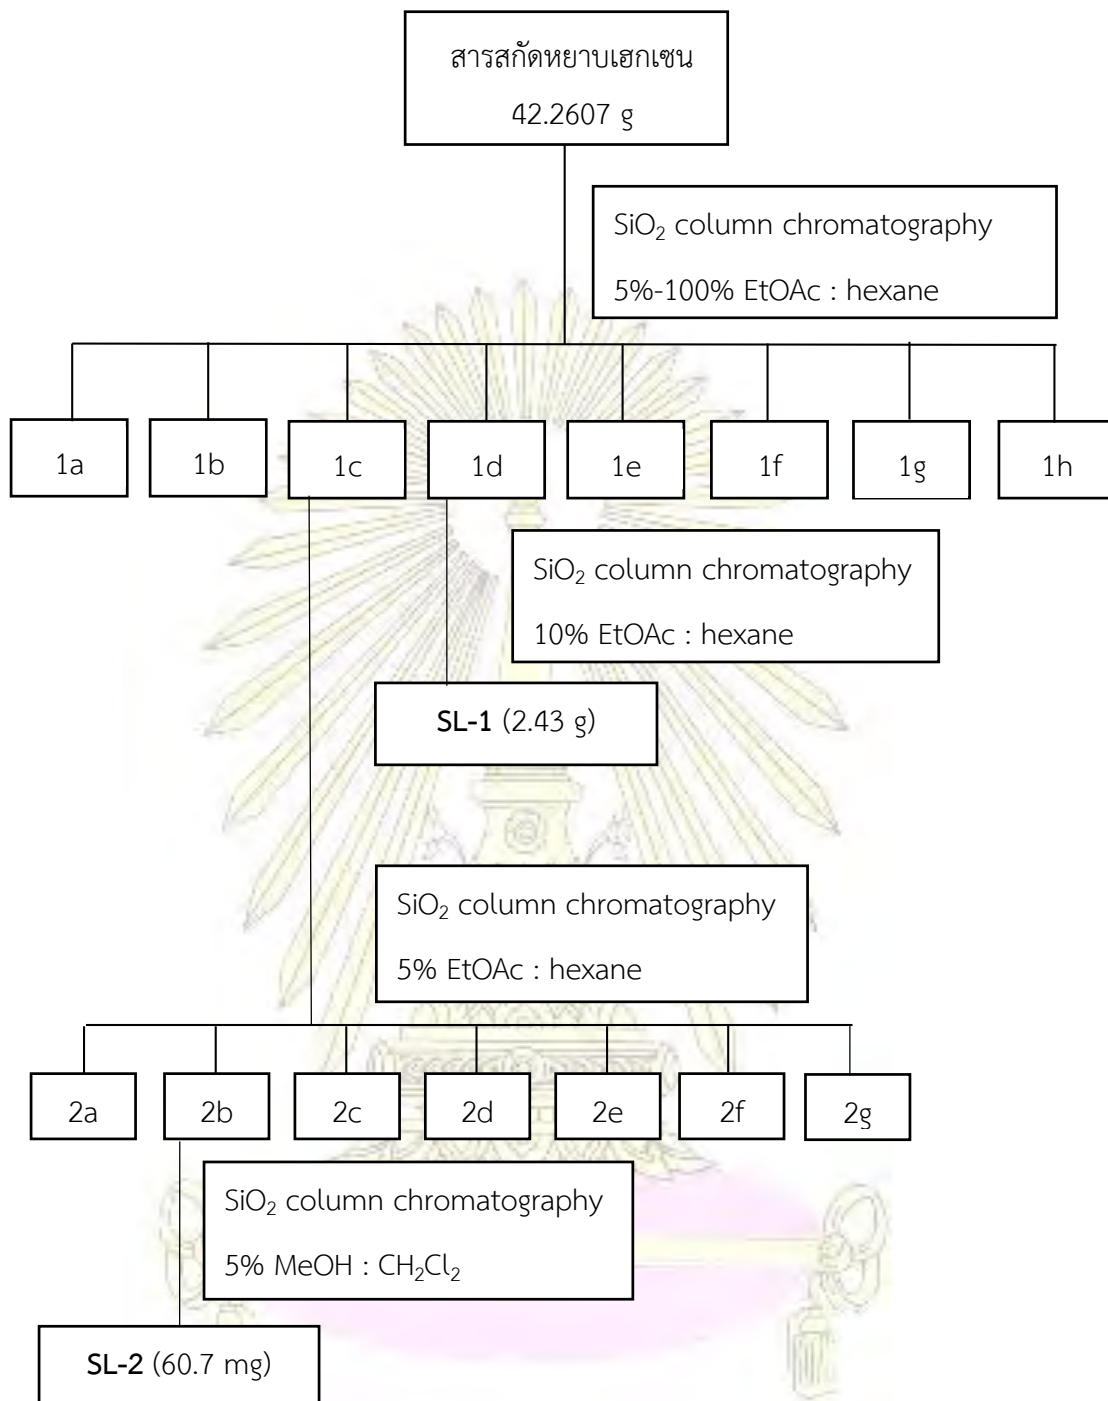 สารสกัดหยาบเฮกเซน
42.2607 g
SiO₂ column chromatography
5%-100% EtOAc : hexane
1a
1b
1c
1d
1e
1f
1g
1h
SiO₂ column chromatography
10% EtOAc : hexane
SL-1 (2.43 g)
SiO₂ column chromatography
5% EtOAc : hexane
2a
2b
2c
2d
2e
2f
2g
SiO₂ column chromatography
5% MeOH : CH₂Cl₂
SL-2 (60.7 mg)